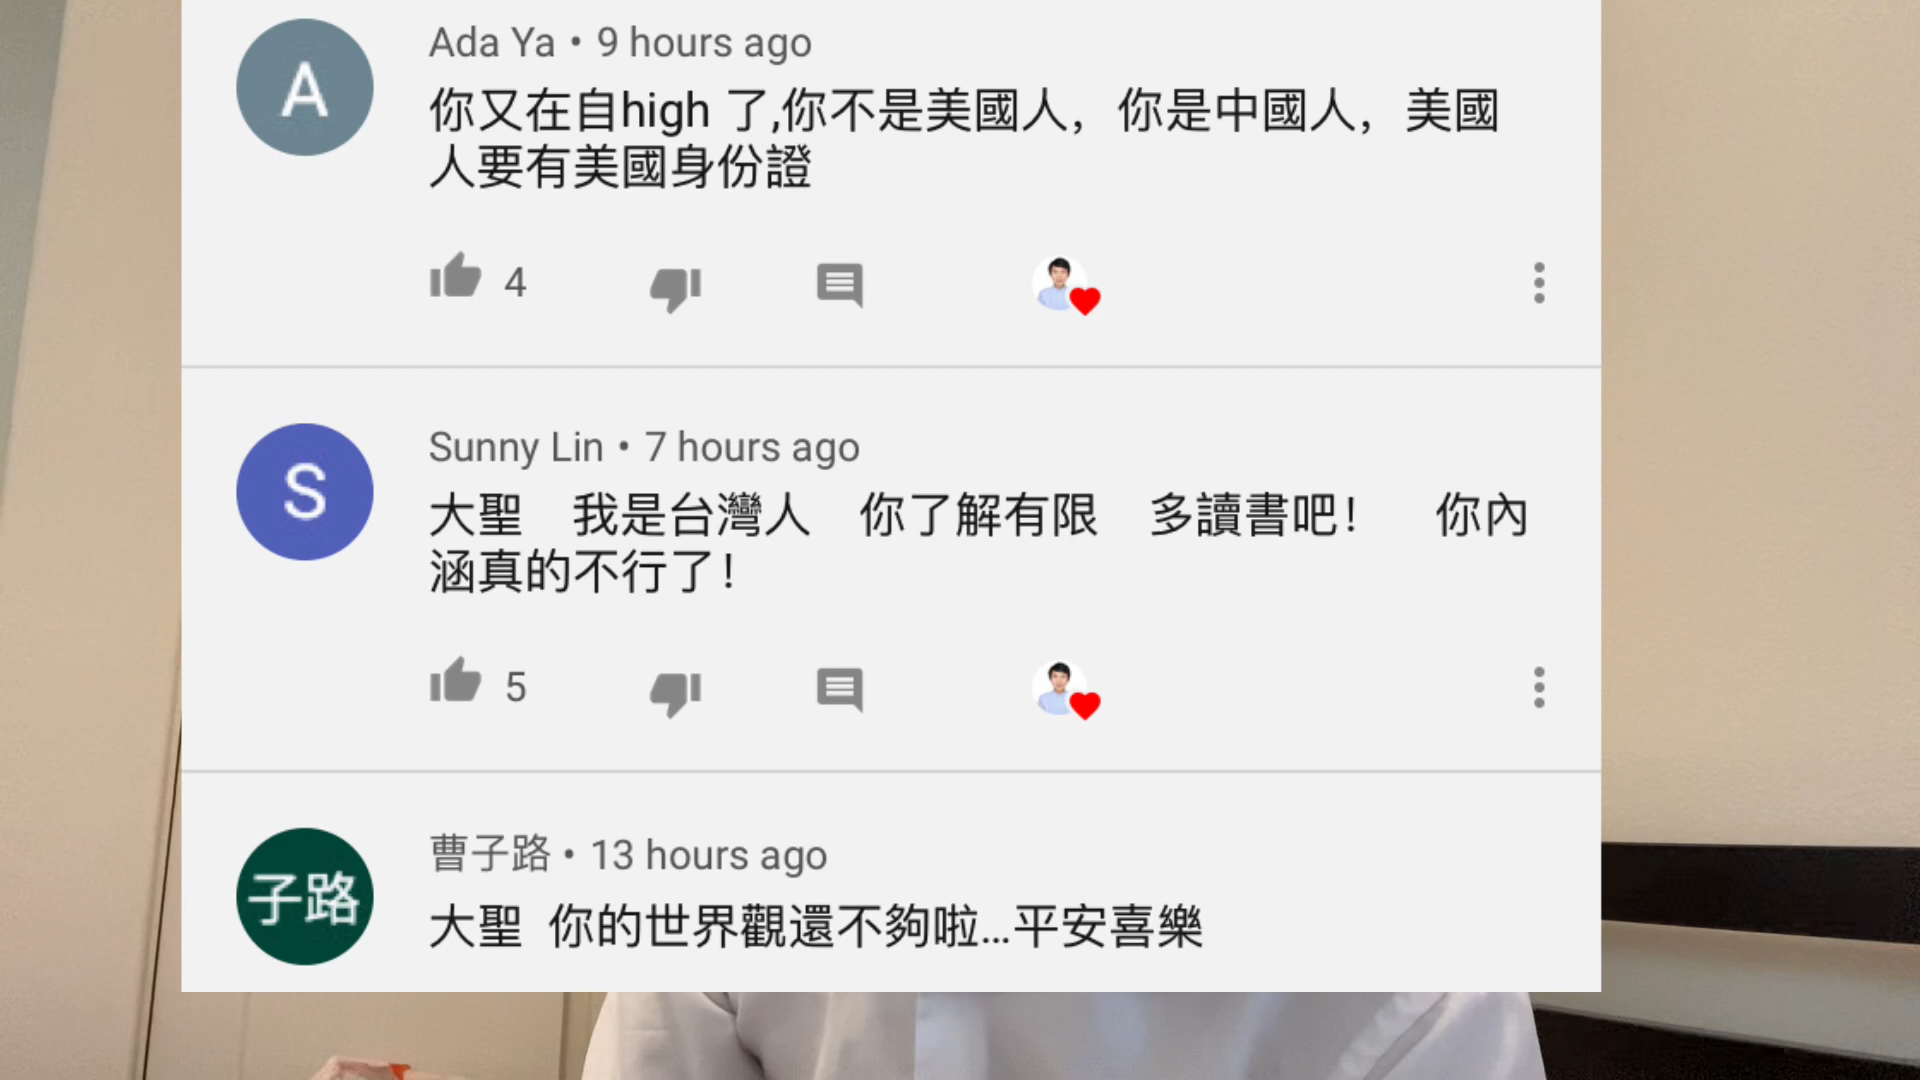 A
Ada Ya • 9 hours ago
你又在自high 了,你不是美國人，你是中國人，美國
人要有美國身份證
4
S
Sunny Lin • 7 hours ago
大聖　我是台灣人　你了解有限　多讀書吧！　你內
涵真的不行了！
5
子路
曹子路 • 13 hours ago
大聖 你的世界觀還不夠啦...平安喜樂